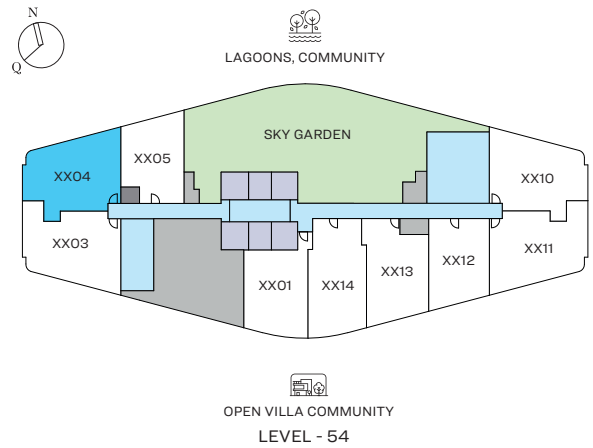 N
Q
LAGOONS, COMMUNITY
SKY GARDEN
XX04
XX05
XX10
XX03
XX01
XX14
XX13
XX12
XX11
OPEN VILLA COMMUNITY
LEVEL - 54